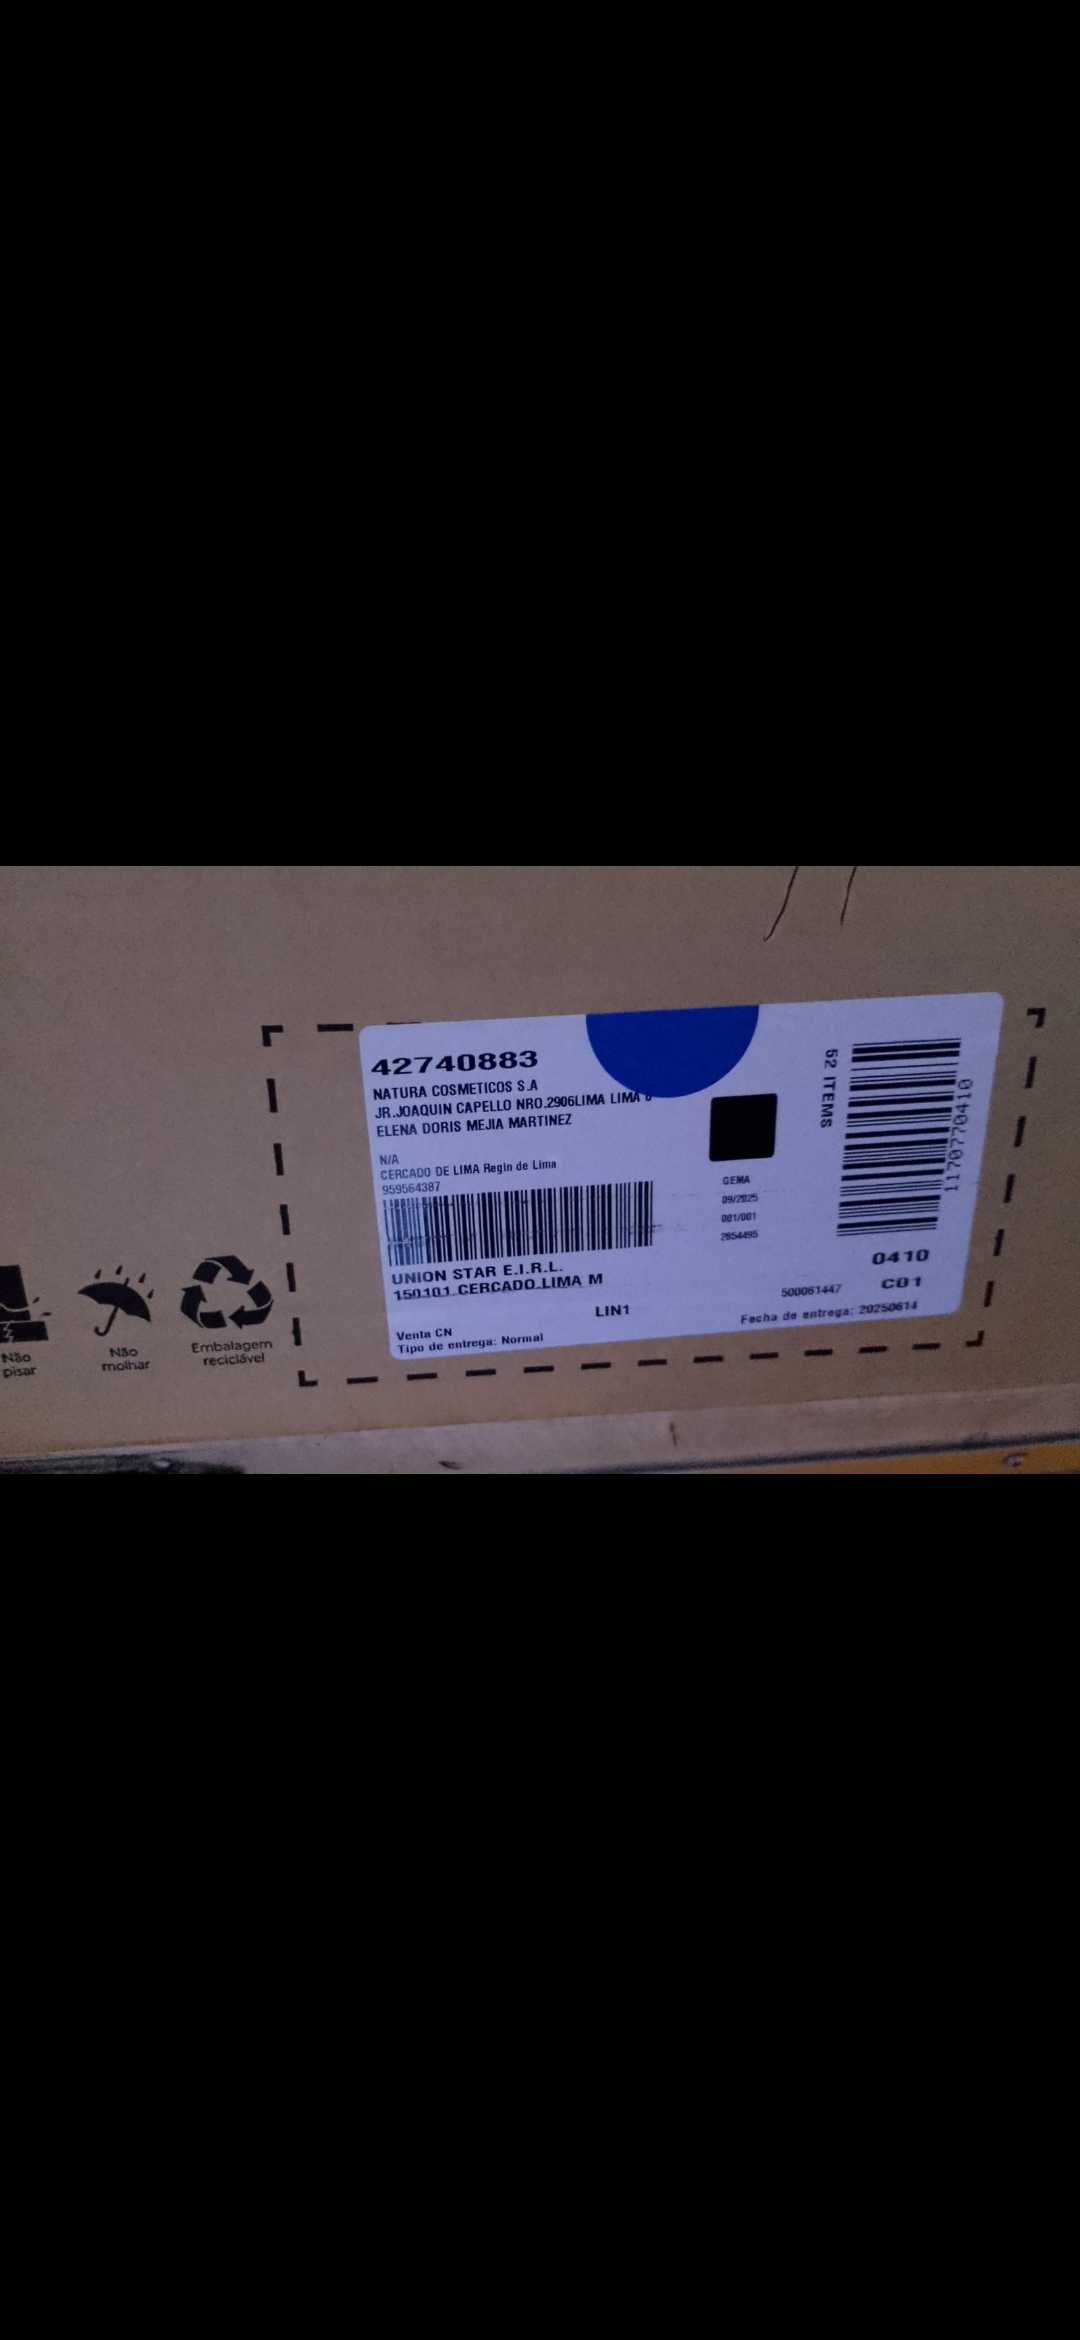 42740883
NATURA COSMETICOS S.A
JR.JOAQUIN CAPELLO NRO.2906LIMA LIMA
ELENA DORIS MEJIA MARTINEZ
N/A
CERCADO DE LIMA Regin de Lima
959564387
UNION STAR E.I.R.L.
150101 CERCADO LIMA M
LIN1
Venta CN
Tipo de entrega: Normal
GEMA
09/2025
001/001
2854495
52 ITEMS
1170770410
0410
500061447
C01
Fecha de entrega: 20250614
Não
pisar
Não
molhar
Embalagem
reciclável